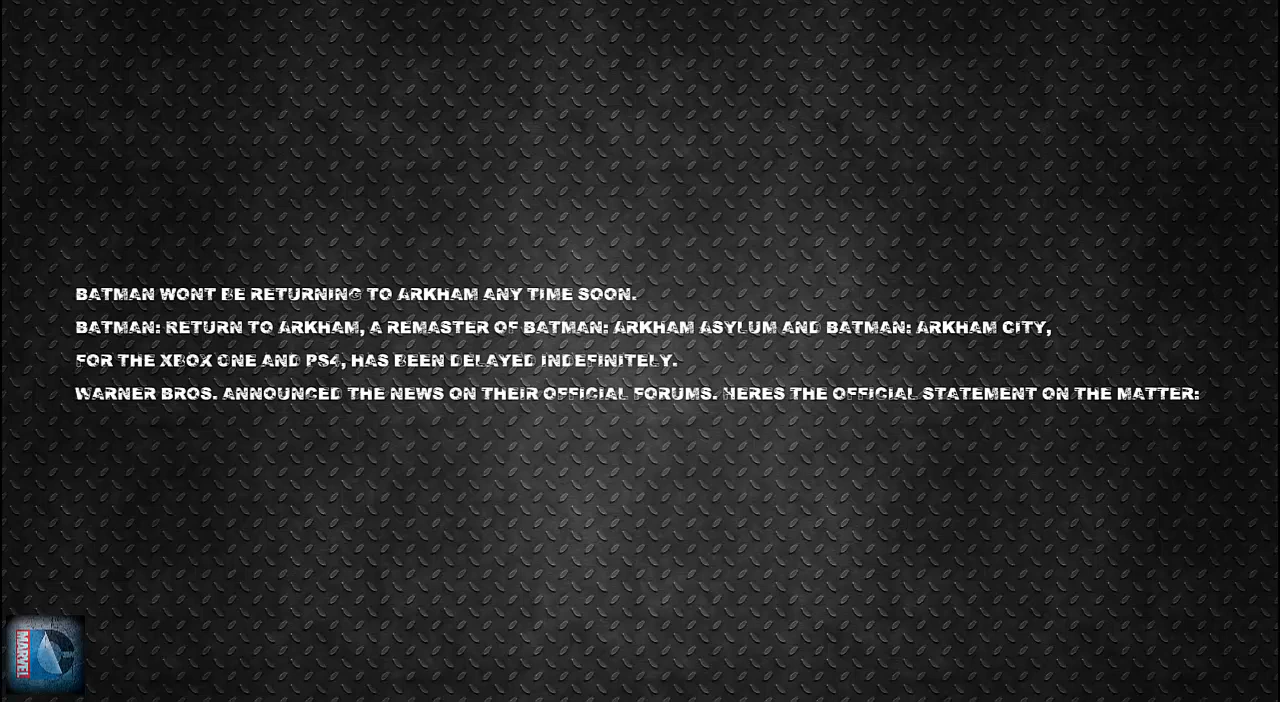 BATMAN WONT BE RETURNING TO ARKHAM ANY TIME SOON.
BATMAN: RETURN TO ARKHAM, A REMASTER OF BATMAN: ARKHAM ASYLUM AND BATMAN: ARKHAM CITY,
FOR THE XBOX ONE AND PS4, HAS BEEN DELAYED INDEFINITELY.
WARNER BROS. ANNOUNCED THE NEWS ON THEIR OFFICIAL FORUMS. HERES THE OFFICIAL STATEMENT ON THE MATTER:
MARVEL